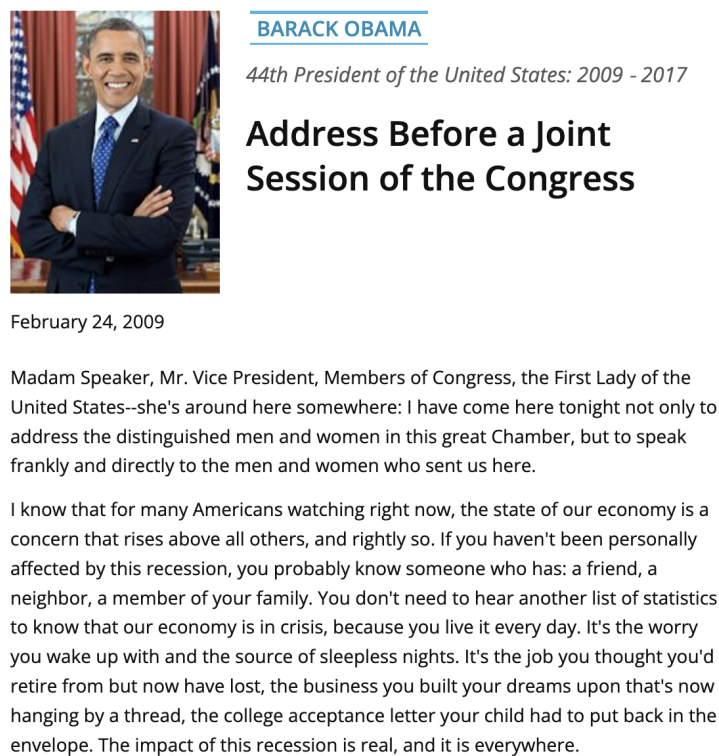 BARACK OBAMA
44th President of the United States: 2009 - 2017
Address Before a Joint
Session of the Congress
February 24, 2009
Madam Speaker, Mr. Vice President, Members of Congress, the First Lady of the
United States--she's around here somewhere: I have come here tonight not only to
address the distinguished men and women in this great Chamber, but to speak
frankly and directly to the men and women who sent us here.
I know that for many Americans watching right now, the state of our economy is a
concern that rises above all others, and rightly so. If you haven't been personally
affected by this recession, you probably know someone who has: a friend, a
neighbor, a member of your family. You don't need to hear another list of statistics
to know that our economy is in crisis, because you live it every day. It's the worry
you wake up with and the source of sleepless nights. It's the job you thought you'd
retire from but now have lost, the business you built your dreams upon that's now
hanging by a thread, the college acceptance letter your child had to put back in the
envelope. The impact of this recession is real, and it is everywhere.